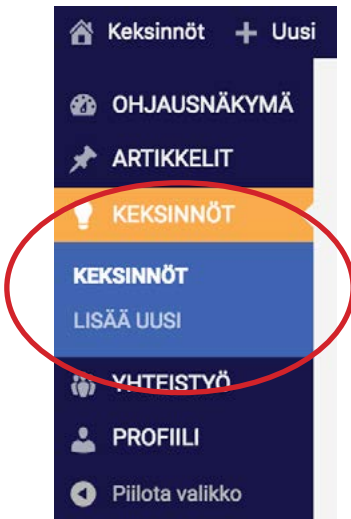 Keksinnöt + Uusi
OHJAUSNÄKYMÄ
ARTIKKELIT
KEKSINNÖT
KEKSINNÖT
LISÄÄ UUSI
YHTEISTYÖ
PROFIILI
Piilota valikko